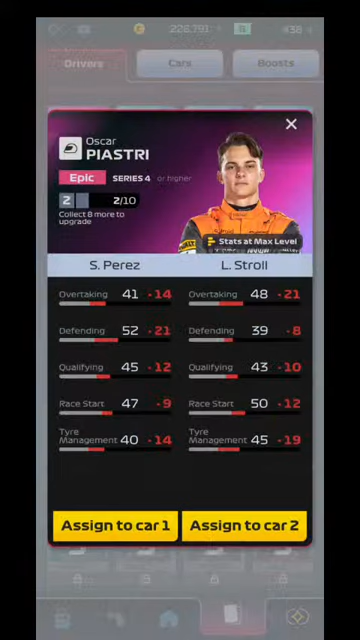 226,791
438
Drivers
Cars
Boosts
Oscar
PIASTRI
Epic SERIES 4 or higher
2 2/10
Collect 8 more to
upgrade
Stats at Max Level
S. Perez L. Stroll
Overtaking 41 -14 Overtaking 48 -21
Defending 52 -21 Defending 39 -8
Qualifying 45 -12 Qualifying 43 -10
Race Start 47 -9 Race Start 50 -12
Tyre
Management 40 -14 Tyre
Management 45 -19
Assign to car 1 Assign to car 2